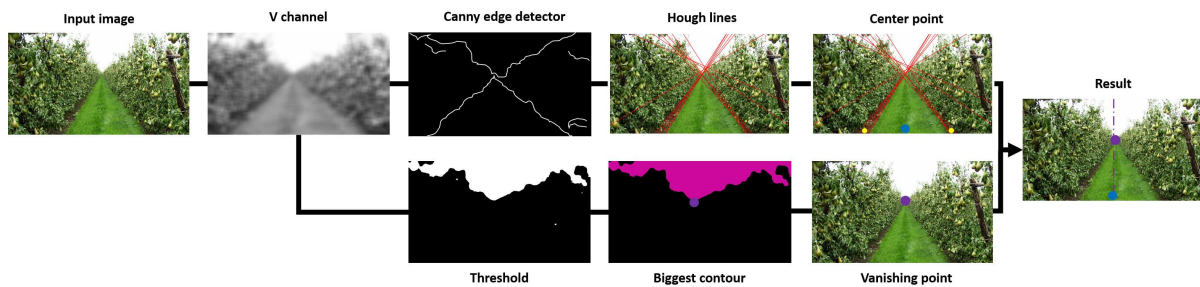 Input image
V channel
Canny edge detector
Hough lines
Center point
Result
Threshold
Biggest contour
Vanishing point